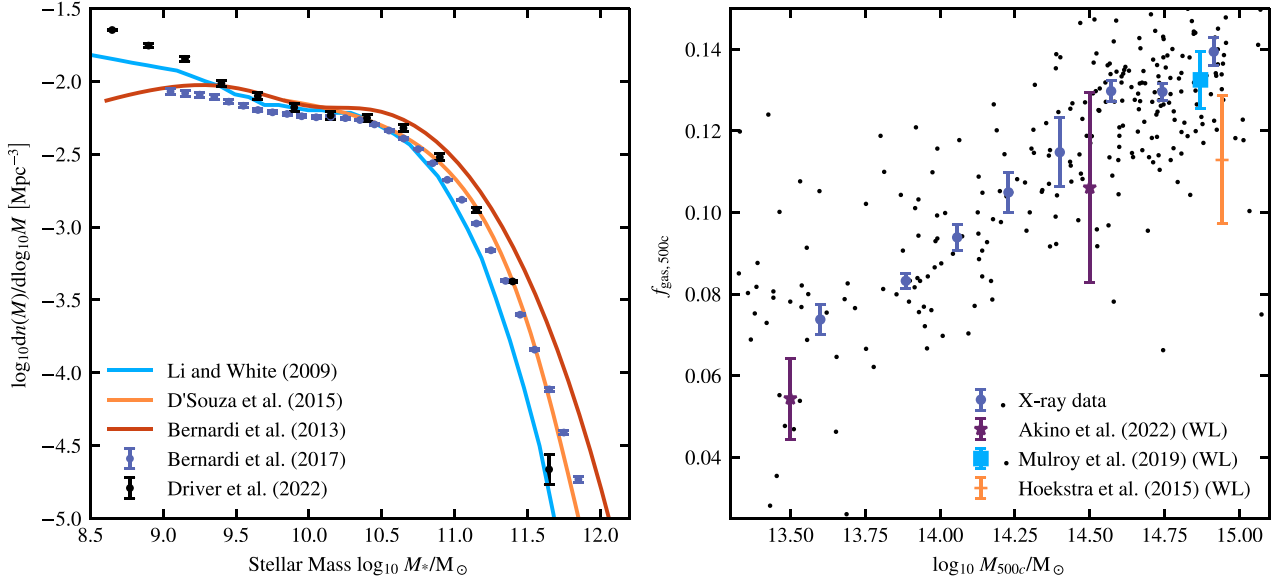 −1.5
−2.0
−2.5
−3.0
−3.5
−4.0
−4.5
−5.0
log₁₀dn(M)/dlog₁₀M [Mpc⁻³]
Li and White (2009)
D'Souza et al. (2015)
Bernardi et al. (2013)
Bernardi et al. (2017)
Driver et al. (2022)
8.5 9.0 9.5 10.0 10.5 11.0 11.5 12.0
Stellar Mass log₁₀ M*/M⊙
0.14
0.12
0.10
0.08
0.06
0.04
f_gas,500c
X-ray data
Akino et al. (2022) (WL)
Mulroy et al. (2019) (WL)
Hoekstra et al. (2015) (WL)
13.50 13.75 14.00 14.25 14.50 14.75 15.00
log₁₀ M₅₀₀c/M⊙